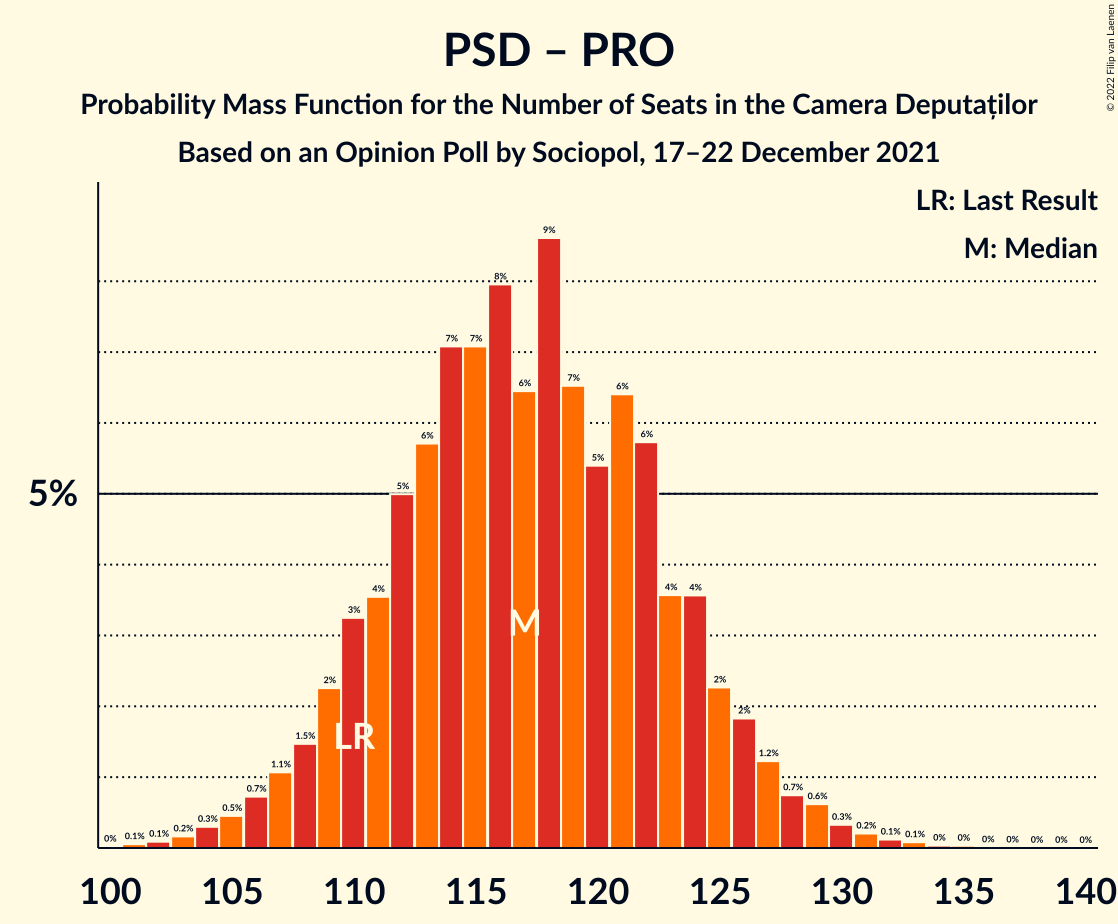 PSD – PRO
Probability Mass Function for the Number of Seats in the Camera Deputaților
Based on an Opinion Poll by Sociopol, 17–22 December 2021
© 2022 Filip van Laenen
LR: Last Result
M: Median
5%
0% 0.1% 0.1% 0.2% 0.3% 0.5% 0.7% 1.1% 1.5% 2% 3% 4% 5% 6% 7% 7% 8% 6% 9% 7% 5% 6% 6% 4% 4% 2% 2% 1.2% 0.7% 0.6% 0.3% 0.2% 0.1% 0.1% 0% 0% 0% 0% 0% 0% 0%
M
LR
100 105 110 115 120 125 130 135 140